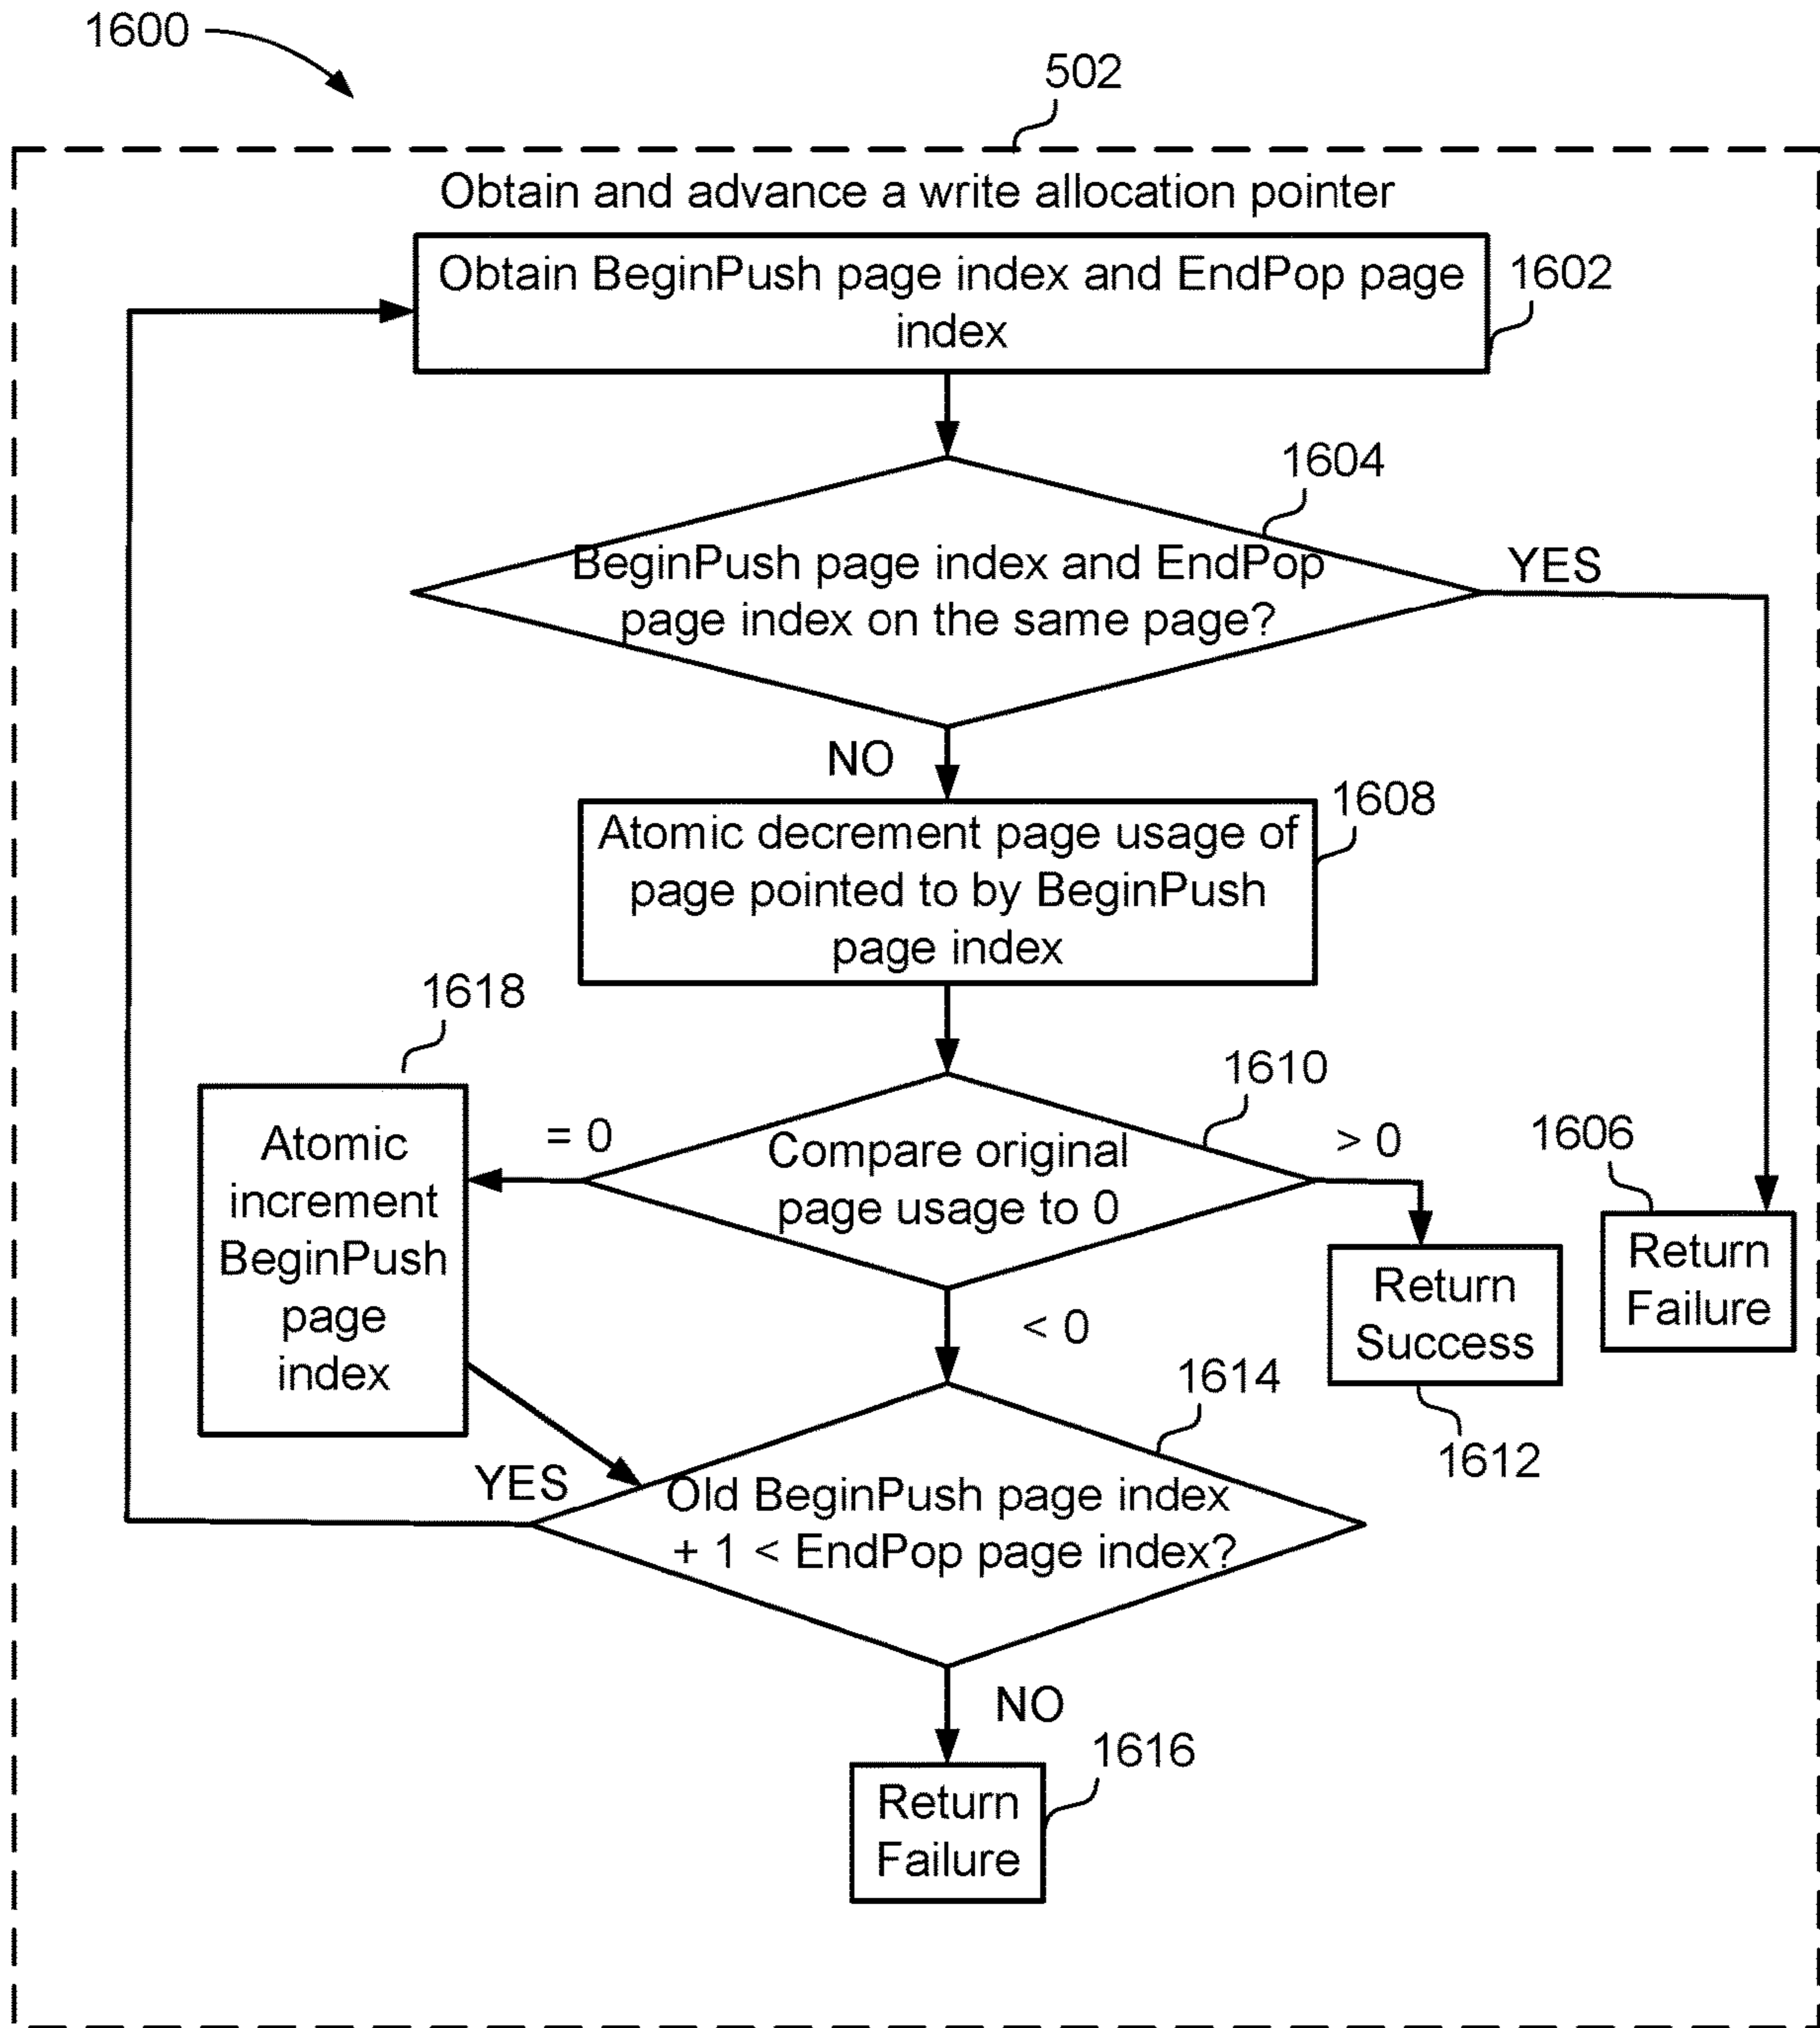 1600
502
Obtain and advance a write allocation pointer
Obtain BeginPush page index and EndPop page
index
1602
1604
BeginPush page index and EndPop
page index on the same page?
YES
NO
1608
Atomic decrement page usage of
page pointed to by BeginPush
page index
1618
1610
= 0
> 0
Compare original
page usage to 0
1606
Atomic
increment
BeginPush
page
index
Return
Failure
Return
Success
< 0
1614
1612
YES
Old BeginPush page index
+ 1 < EndPop page index?
NO
1616
Return
Failure